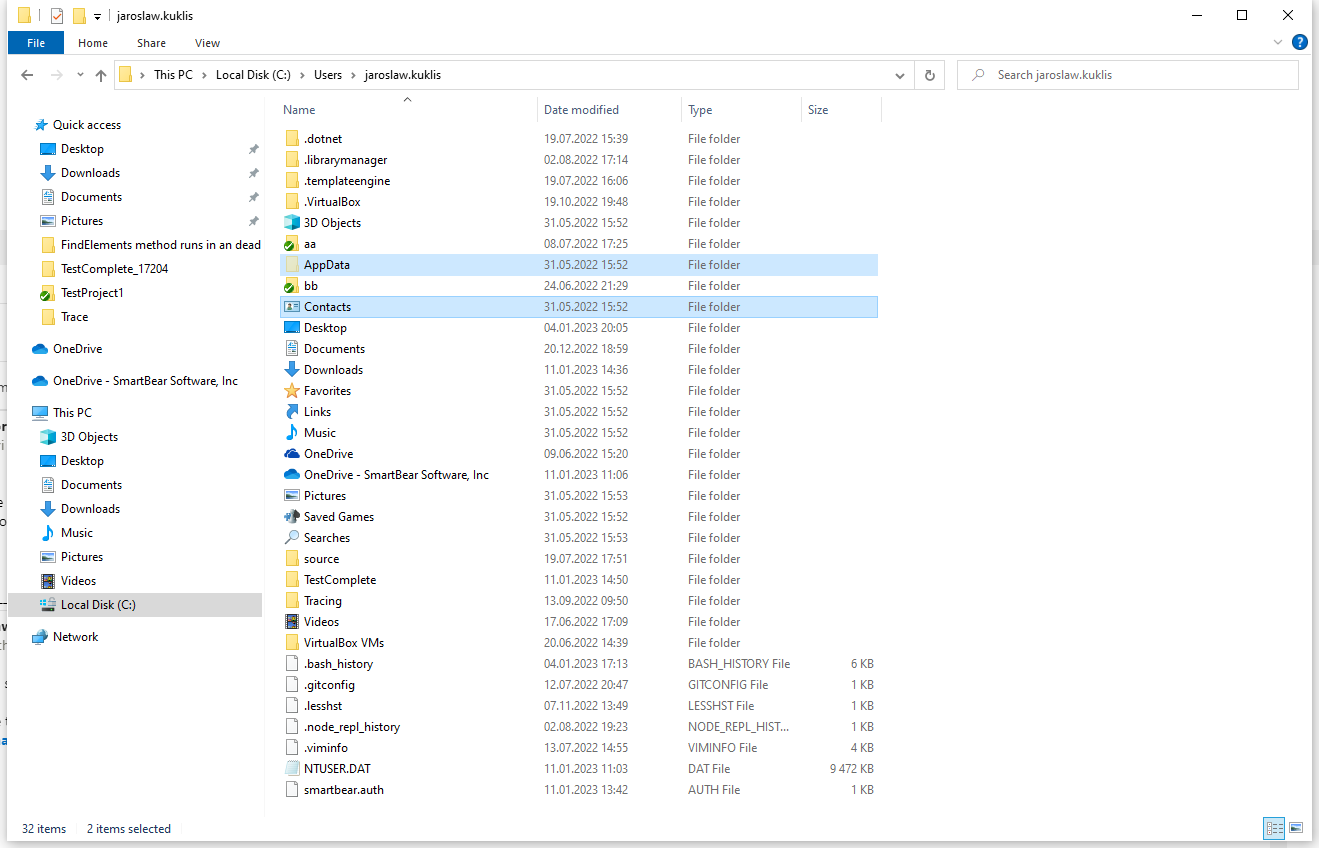 jaroslaw.kuklis
File Home Share View
This PC Local Disk (C:) Users jaroslaw.kuklis Search jaroslaw.kuklis
Quick access
Desktop
Downloads
Documents
Pictures
FindElements method runs in an dead
TestComplete_17204
TestProject1
Trace
OneDrive
OneDrive - SmartBear Software, Inc
This PC
3D Objects
Desktop
Documents
Downloads
Music
Pictures
Videos
Local Disk (C:)
Network
Name Date modified Type Size
.dotnet 19.07.2022 15:39 File folder
.librarymanager 02.08.2022 17:14 File folder
.templateengine 19.07.2022 16:06 File folder
.VirtualBox 19.10.2022 19:48 File folder
3D Objects 31.05.2022 15:52 File folder
aa 08.07.2022 17:25 File folder
AppData 31.05.2022 15:52 File folder
bb 24.06.2022 21:29 File folder
Contacts 31.05.2022 15:52 File folder
Desktop 04.01.2023 20:05 File folder
Documents 20.12.2022 18:59 File folder
Downloads 11.01.2023 14:36 File folder
Favorites 31.05.2022 15:52 File folder
Links 31.05.2022 15:52 File folder
Music 31.05.2022 15:52 File folder
OneDrive 09.06.2022 15:20 File folder
OneDrive - SmartBear Software, Inc 11.01.2023 11:06 File folder
Pictures 31.05.2022 15:53 File folder
Saved Games 31.05.2022 15:52 File folder
Searches 31.05.2022 15:53 File folder
source 19.07.2022 17:51 File folder
TestComplete 11.01.2023 14:50 File folder
Tracing 13.09.2022 09:50 File folder
Videos 17.06.2022 17:09 File folder
VirtualBox VMs 20.06.2022 14:39 File folder
.bash_history 04.01.2023 17:13 BASH_HISTORY File 6 KB
.gitconfig 12.07.2022 20:47 GITCONFIG File 1 KB
.lesshst 07.11.2022 13:49 LESSHST File 1 KB
.node_repl_history 02.08.2022 19:23 NODE_REPL_HIST... 1 KB
.viminfo 13.07.2022 14:55 VIMINFO File 4 KB
NTUSER.DAT 11.01.2023 11:03 DAT File 9 472 KB
smartbear.auth 11.01.2023 13:42 AUTH File 1 KB
32 items 2 items selected